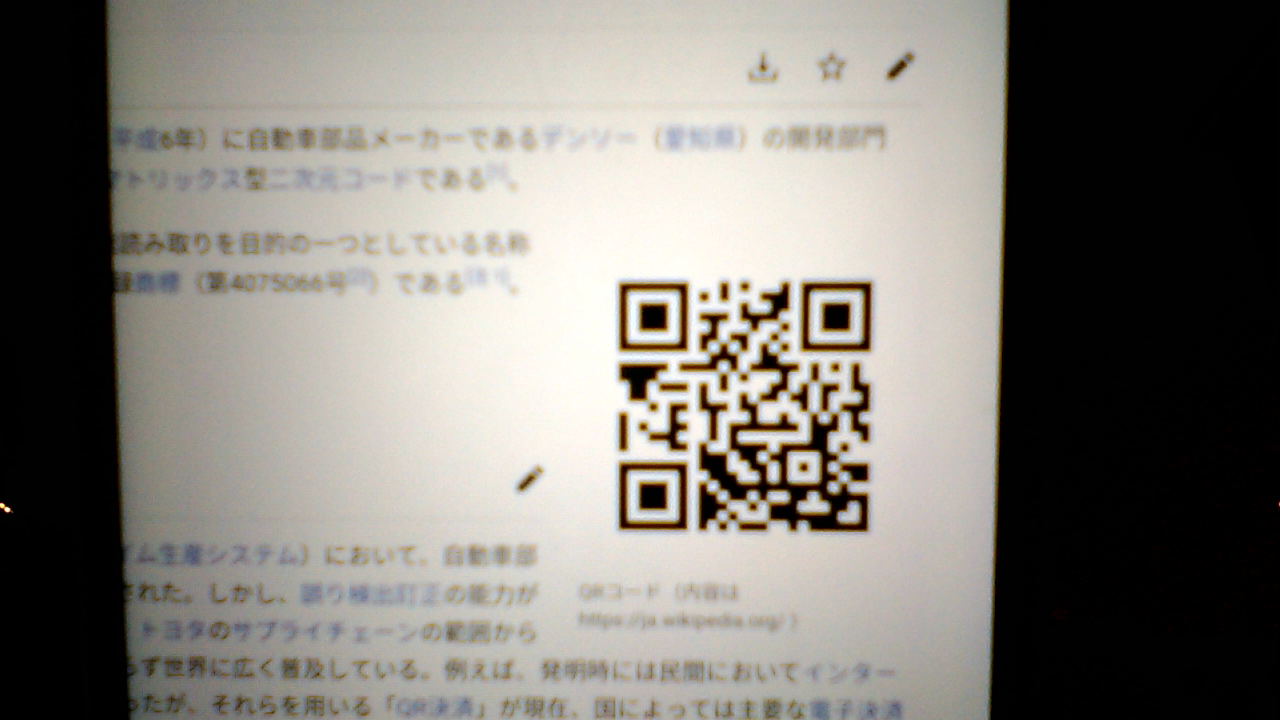 平成6年）に自動車部品メーカーであるデンソー（愛知県）の開発部門
トリックス型二次元コードである[1]。
読み取りを目的の一つとしている名称
録商標（第4075066号）である
イム生産システム）において、自動車部
された。しかし、誤り検出訂正の能力が
トヨタのサプライチェーンの範囲から
QRコード（内容は
https://ja.wikipedia.org/ ）
らず世界に広く普及している。例えば、発明時には民間においてインター
ったが、それらを用いる「QR決済」が現在、国によっては主要な電子決済